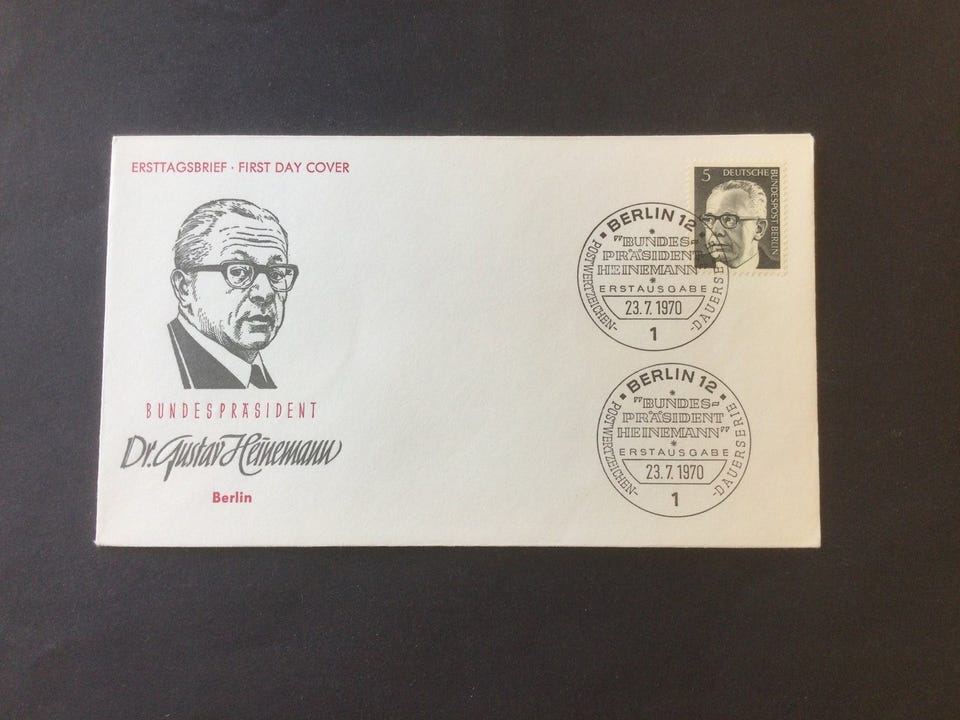 ERSTTAGSBRIEF · FIRST DAY COVER
BUNDESPRÄSIDENT
Dr. Gustav Heinemann
Berlin
5 DEUTSCHE
BUNDESPOST BERLIN
BERLIN 12
"BUNDES-
PRÄSIDENT
HEINEMANN"
ERSTAUSGABE
23.7.1970
1
POSTWERTZEICHEN-
-DAUERSERIE
BERLIN 12
"BUNDES-
PRÄSIDENT
HEINEMANN"
ERSTAUSGABE
23.7.1970
1
POSTWERTZEICHEN-
-DAUERSERIE